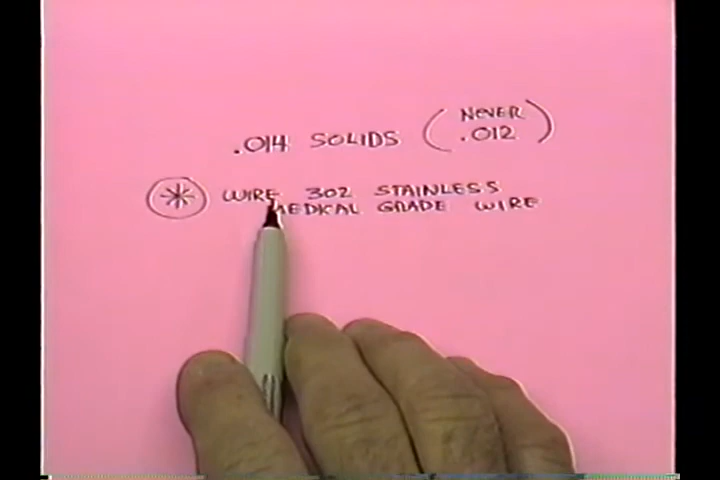 .014 SOLIDS (NEVER .012)
* WIRE 302 STAINLESS
MEDICAL GRADE WIRE